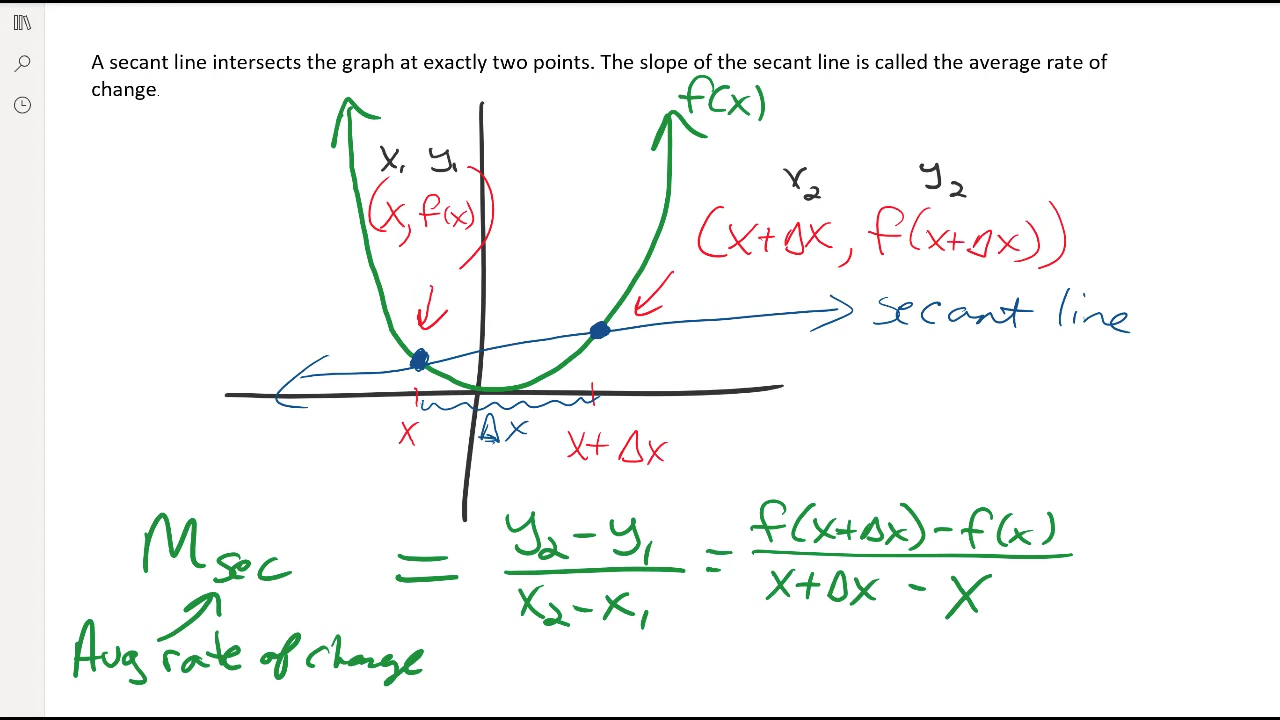 A secant line intersects the graph at exactly two points. The slope of the secant line is called the average rate of
change.
f(x)
x₁ y₁
(x, f(x))
x₂ y₂
(x+Δx, f(x+Δx))
secant line
x Δx x+Δx
Msec = y₂-y₁ / x₂-x₁ = f(x+Δx)-f(x) / x+Δx - x
Avg rate of change